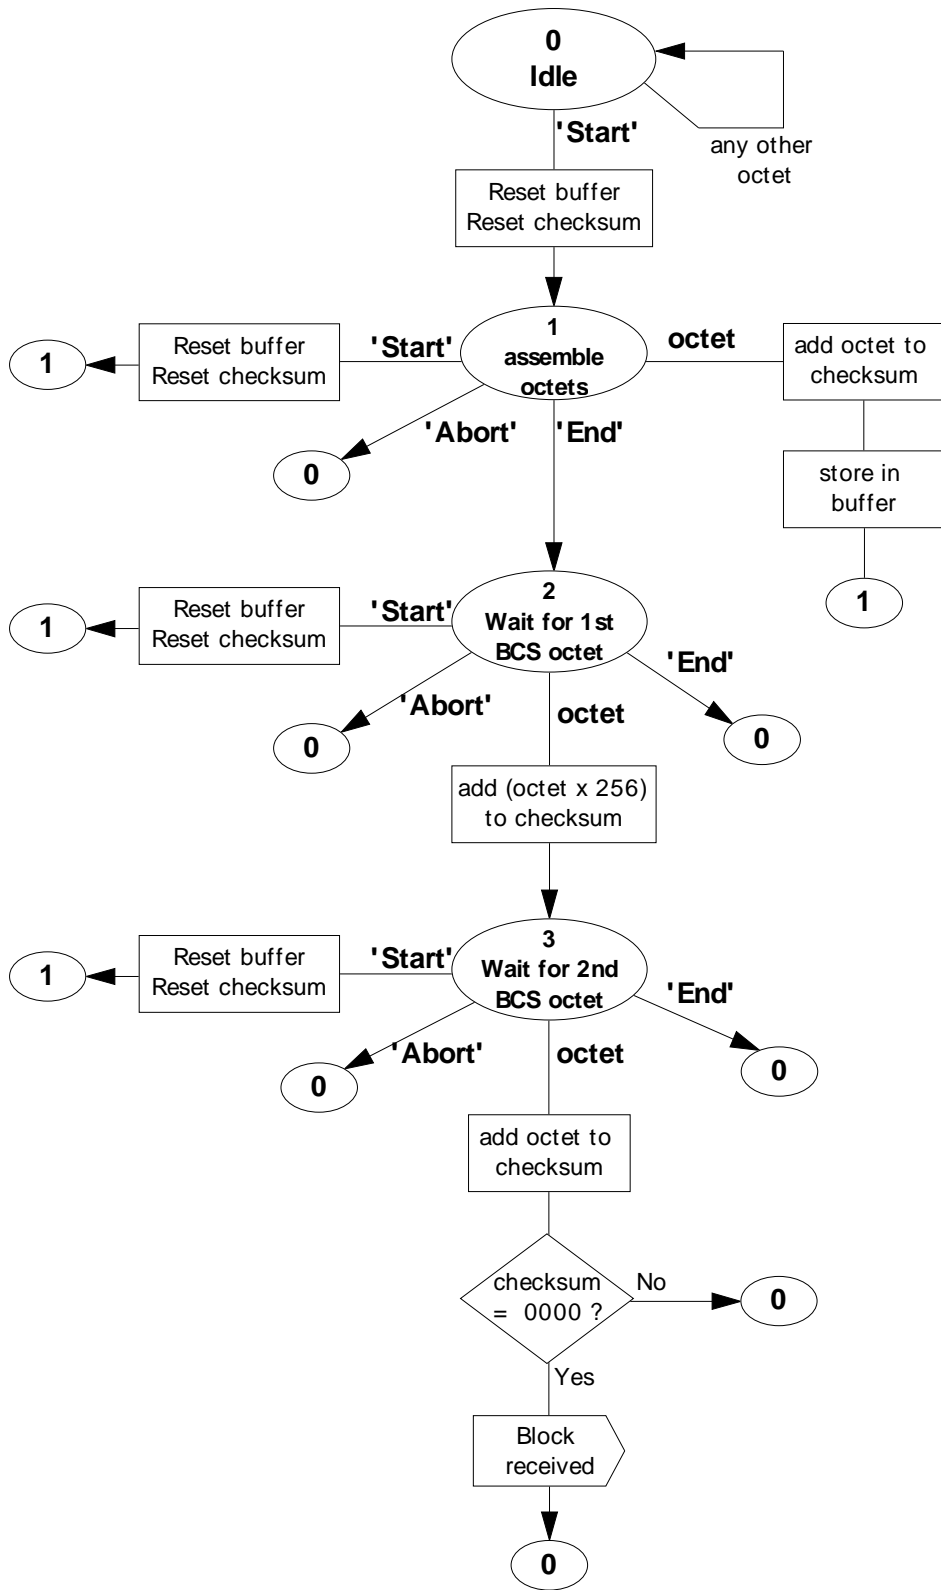 0
Idle
'Start'
any other
octet
Reset buffer
Reset checksum
1
Reset buffer
Reset checksum
'Start'
1
assemble
octets
octet
add octet to
checksum
'Abort'
'End'
0
store in
buffer
1
1
Reset buffer
Reset checksum
'Start'
2
Wait for 1st
BCS octet
'End'
'Abort'
octet
0
0
add (octet x 256)
to checksum
1
Reset buffer
Reset checksum
'Start'
3
Wait for 2nd
BCS octet
'End'
'Abort'
octet
0
0
add octet to
checksum
checksum
= 0000 ?
No
0
Yes
Block
received
0